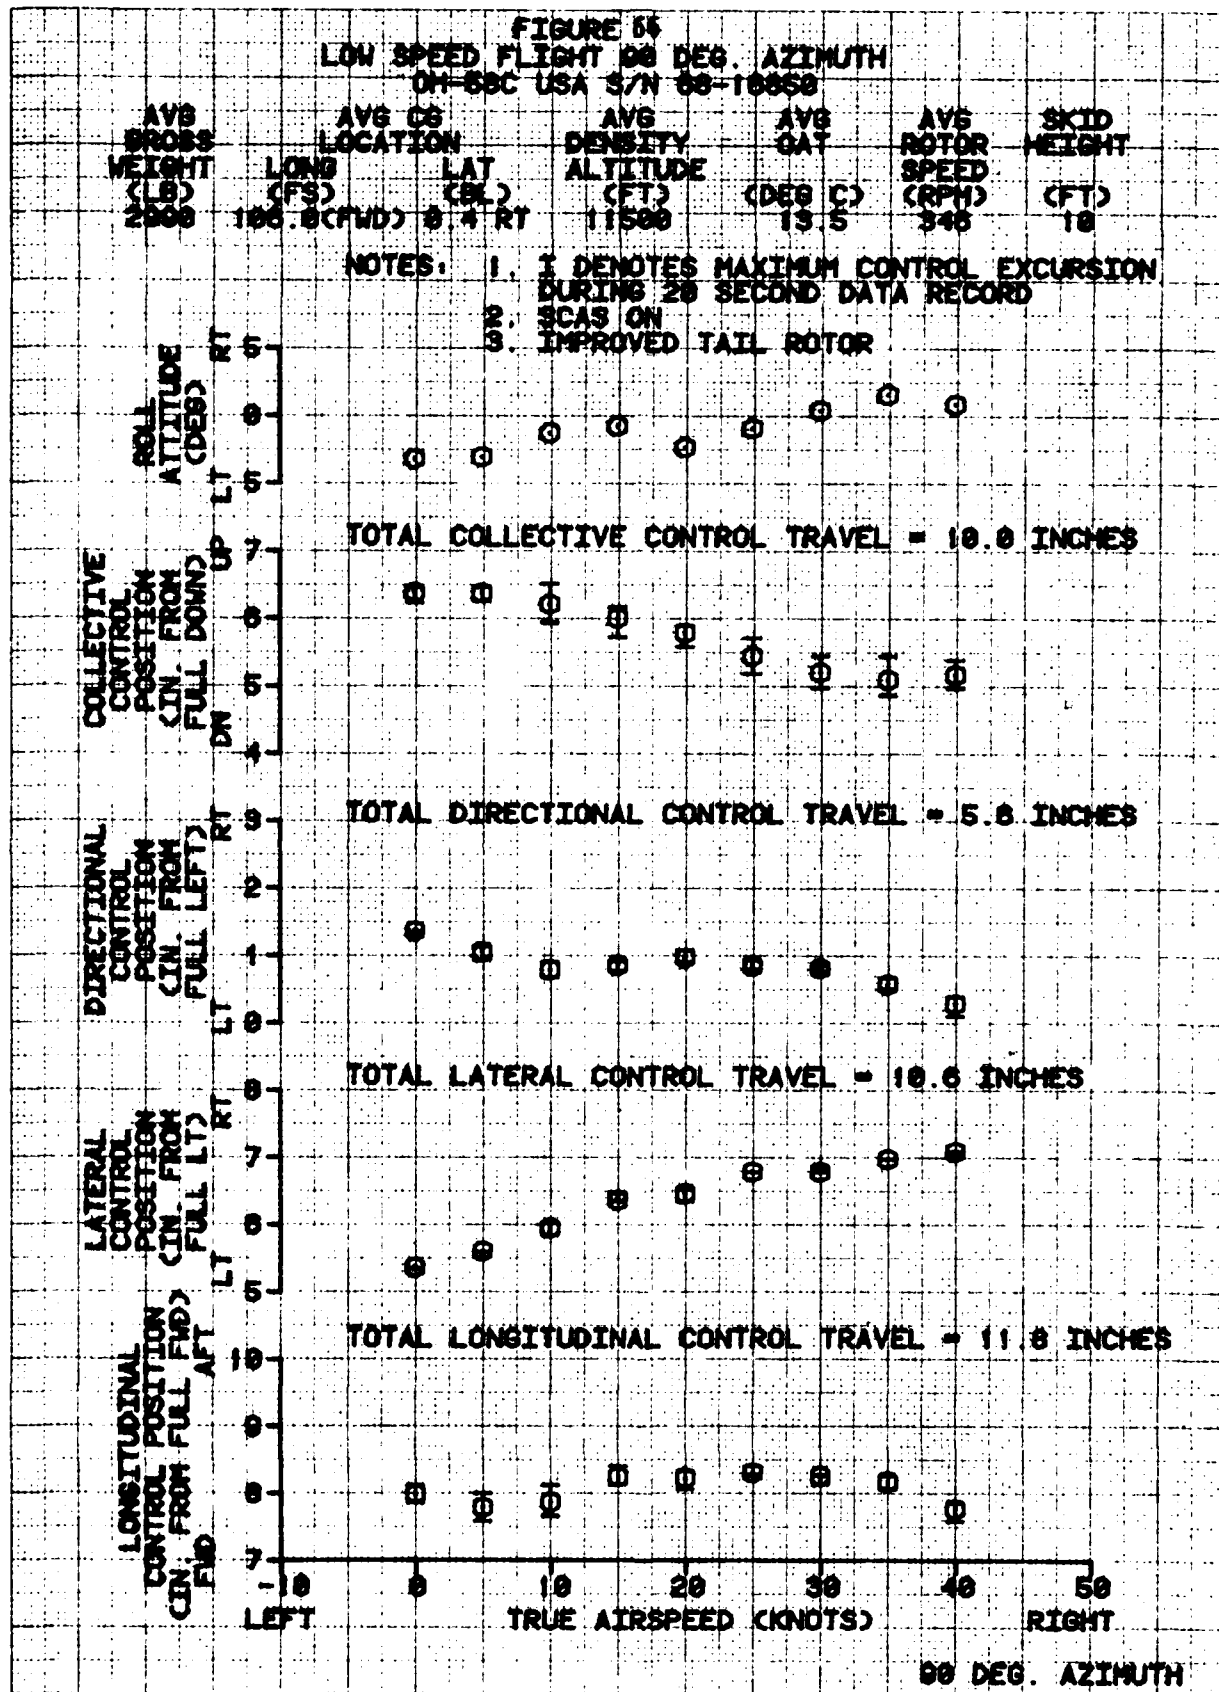 FIGURE 56
LOW SPEED FLIGHT 90 DEG. AZIMUTH
OH-58C USA S/N 68-16850
AVG AVG CG AVG AVG AVG SKID
GROSS LOCATION DENSITY OAT ROTOR HEIGHT
WEIGHT LONG LAT ALTITUDE SPEED
(LB) (FS) (BL) (FT) (DEG C) (RPM) (FT)
(FWD) 0.4 RT 11500 13.5 10
NOTES: 1. I DENOTES MAXIMUM CONTROL EXCURSION
DURING 20 SECOND DATA RECORD
2. SCAS ON
3. IMPROVED TAIL ROTOR
ROLL
ATTITUDE
(DEG)
LT RT
5
0
5
TOTAL COLLECTIVE CONTROL TRAVEL = 10.0 INCHES
COLLECTIVE
CONTROL
POSITION
(IN. FROM
FULL DOWN)
DN UP
7
6
5
4
TOTAL DIRECTIONAL CONTROL TRAVEL = INCHES
DIRECTIONAL
CONTROL
POSITION
(IN. FROM
FULL LEFT)
LT RT
3
2
1
0
TOTAL LATERAL CONTROL TRAVEL = 10.6 INCHES
LATERAL
CONTROL
POSITION
(IN. FROM
FULL LT)
LT RT
8
7
6
5
TOTAL LONGITUDINAL CONTROL TRAVEL = INCHES
LONGITUDINAL
CONTROL POSITION
(IN. FROM FULL FWD)
FWD AFT
10
9
8
7
-10 0 10 20 30 40 50
LEFT TRUE AIRSPEED (KNOTS) RIGHT
90 DEG. AZIMUTH